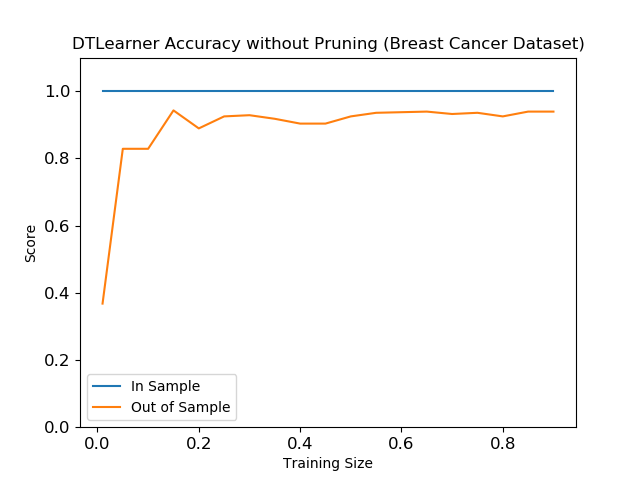 DTLearner Accuracy without Pruning (Breast Cancer Dataset)
1.0
0.8
0.6
0.4
0.2
0.0
Score
In Sample
Out of Sample
0.0 0.2 0.4 0.6 0.8
Training Size